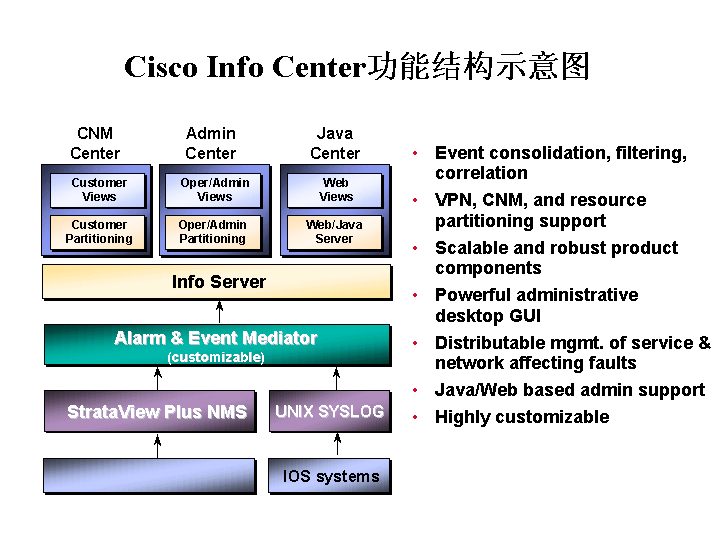 Cisco Info Center功能结构示意图
CNM
Center
Admin
Center
Java
Center
Customer
Views
Oper/Admin
Views
Web
Views
Customer
Partitioning
Oper/Admin
Partitioning
Web/Java
Server
Info Server
Alarm & Event Mediator
(customizable)
StrataView Plus NMS
UNIX SYSLOG
IOS systems
• Event consolidation, filtering,
correlation
• VPN, CNM, and resource
partitioning support
• Scalable and robust product
components
• Powerful administrative
desktop GUI
• Distributable mgmt. of service &
network affecting faults
• Java/Web based admin support
• Highly customizable